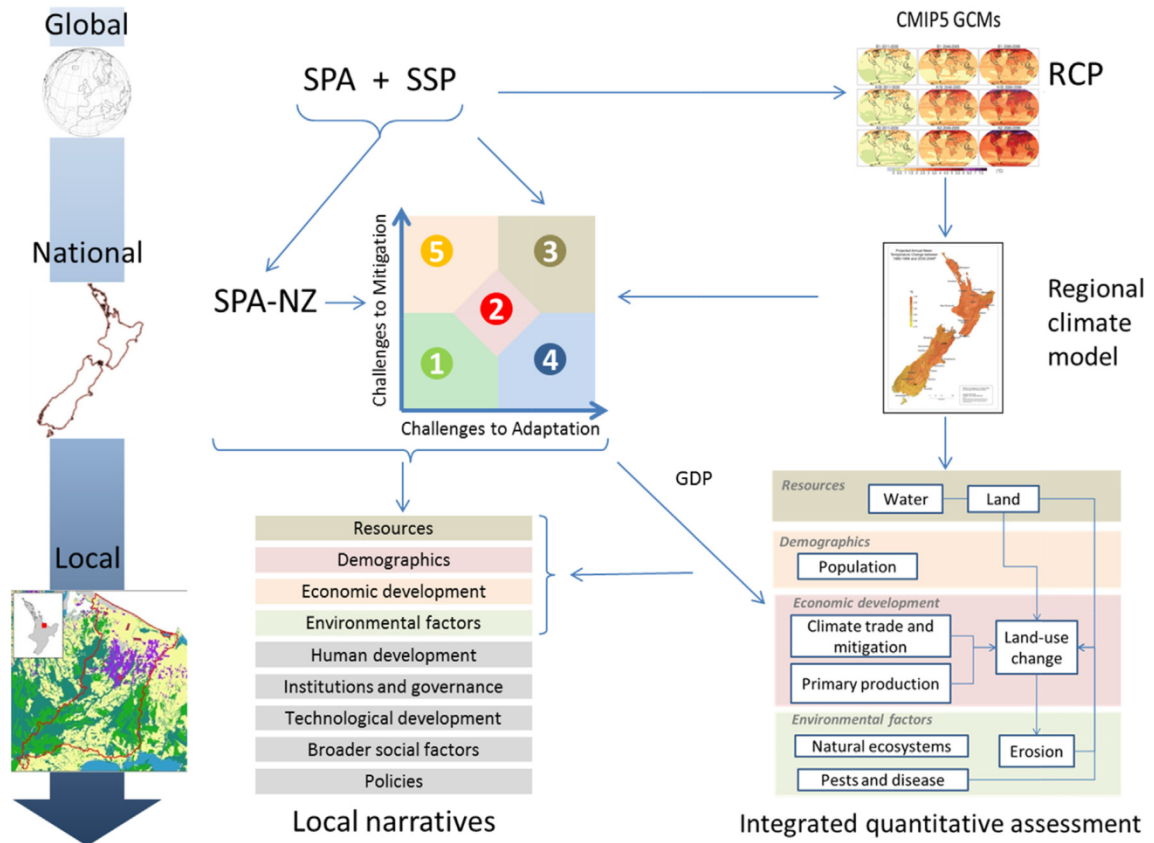 Global
National
Local
SPA + SSP
CMIP5 GCMs
RCP
SPA-NZ
Challenges to Mitigation
5
3
2
1
4
Challenges to Adaptation
Regional
climate
model
GDP
Resources
Demographics
Economic development
Environmental factors
Human development
Institutions and governance
Technological development
Broader social factors
Policies
Local narratives
Resources
Water
Land
Demographics
Population
Economic development
Climate trade and
mitigation
Primary production
Land-use
change
Environmental factors
Natural ecosystems
Erosion
Pests and disease
Integrated quantitative assessment